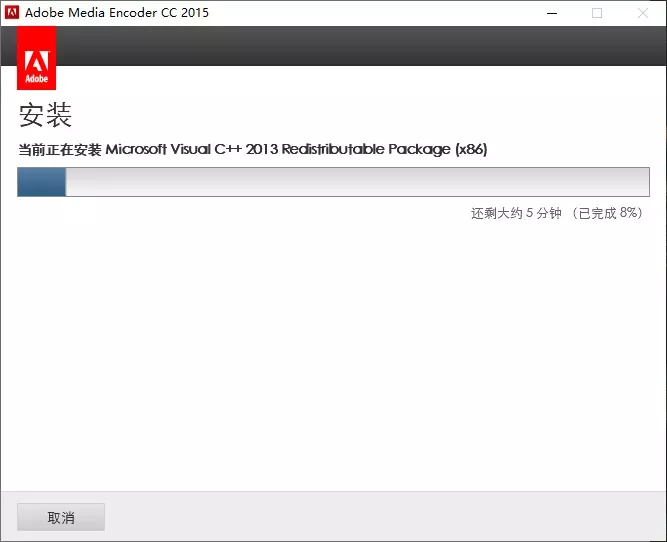 Adobe Media Encoder CC 2015
Adobe
安装
当前正在安装 Microsoft Visual C++ 2013 Redistributable Package (x86)
还剩大约 5 分钟 （已完成 8%）
取消